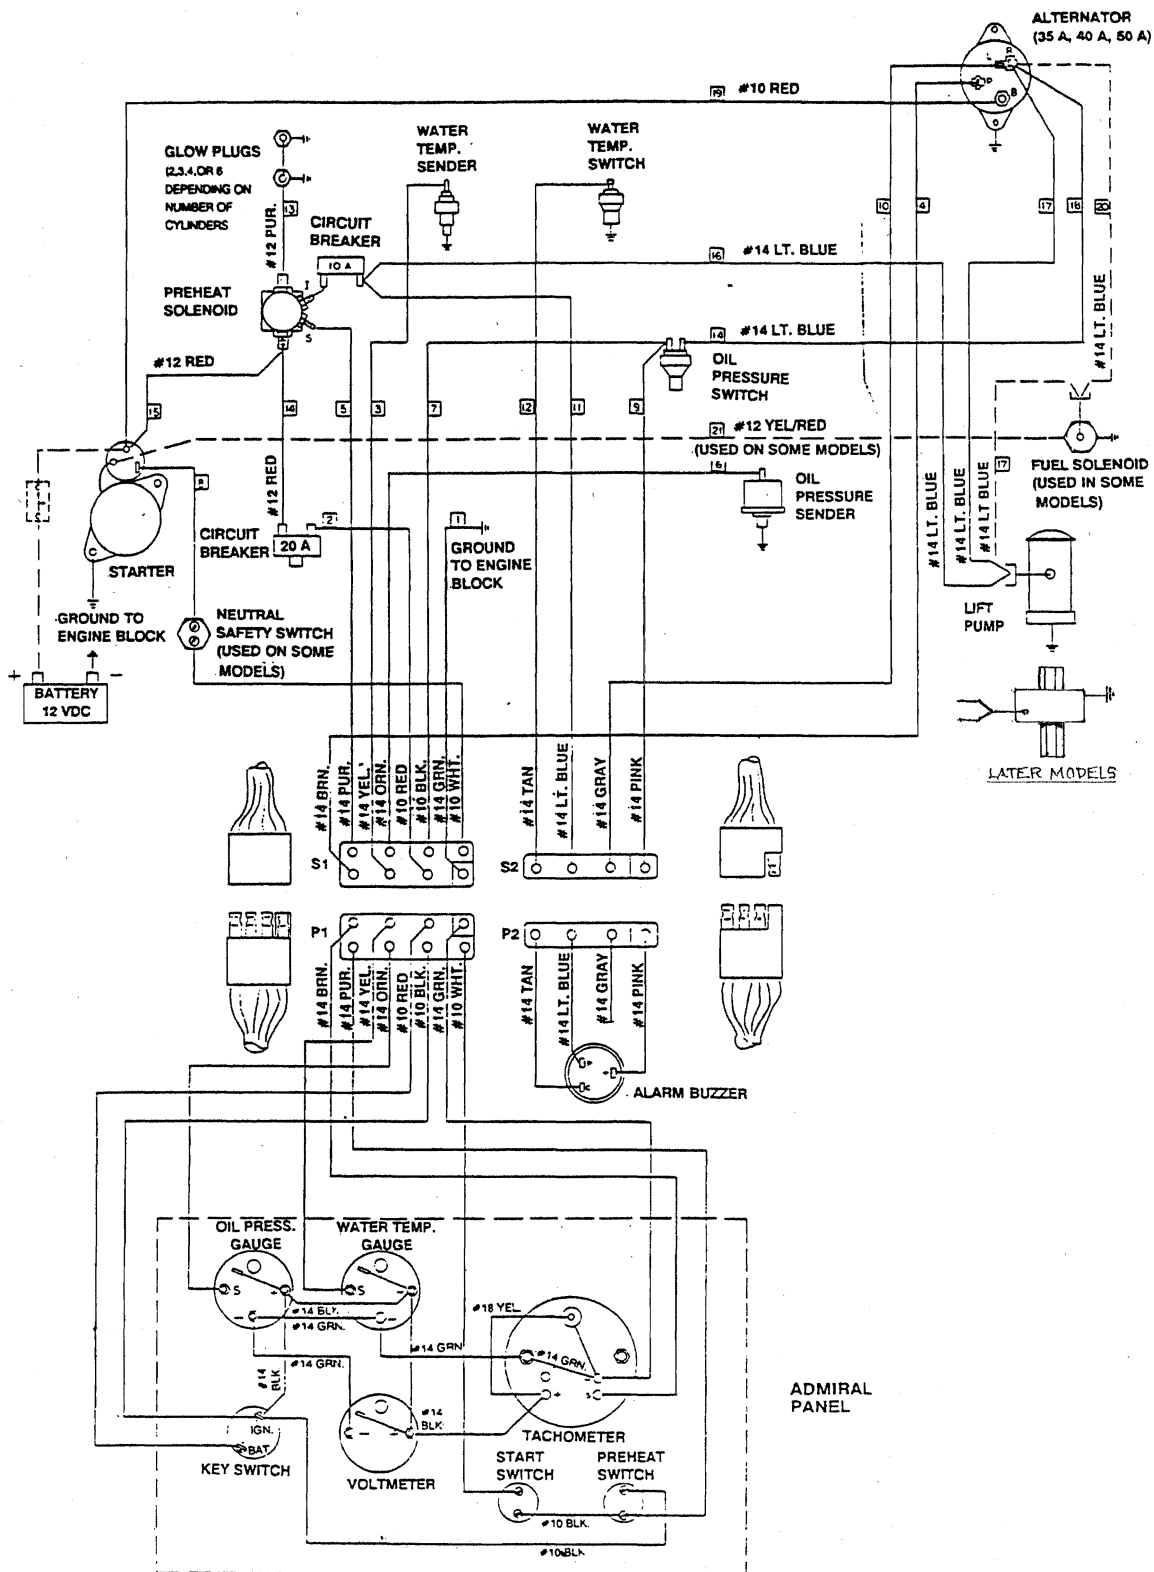 ALTERNATOR
(35 A, 40 A, 50 A)
R
L
P
B
19 #10 RED
GLOW PLUGS
(2,3,4,OR 6
DEPENDING ON
NUMBER OF
CYLINDERS
WATER
TEMP.
SENDER
WATER
TEMP.
SWITCH
13
#12 PUR.
CIRCUIT
BREAKER
10 A
I
S
PREHEAT
SOLENOID
10
4
17
18
20
16 #14 LT. BLUE
14 #14 LT. BLUE
#14 LT. BLUE
OIL
PRESSURE
SWITCH
#12 RED
15
14
5
3
7
12
11
9
21 #12 YEL/RED
(USED ON SOME MODELS)
6
OIL
PRESSURE
SENDER
FUEL SOLENOID
(USED IN SOME
MODELS)
17
#14 LT. BLUE
#14 LT. BLUE
#14 LT BLUE
8
#12 RED
CIRCUIT
BREAKER
20 A
2
1
GROUND
TO ENGINE
BLOCK
STARTER
GROUND TO
ENGINE BLOCK
NEUTRAL
SAFETY SWITCH
(USED ON SOME
MODELS)
LIFT
PUMP
+
-
BATTERY
12 VDC
LATER MODELS
#14 BRN.
#14 PUR.
#14 YEL.
#14 ORN.
#10 RED
#10 BLK.
#14 GRN.
#10 WHT.
#14 TAN
#14 LT. BLUE
#14 GRAY
#14 PINK
S1
S2
P1
P2
#14 BRN.
#14 PUR.
#14 YEL.
#14 ORN.
#10 RED
#10 BLK.
#14 GRN.
#10 WHT.
#14 TAN
#14 LT. BLUE
#14 GRAY
#14 PINK
P
+
ALARM BUZZER
OIL PRESS.
GAUGE
WATER TEMP.
GAUGE
S
+
-
S
-
#14 BLK.
#14 GRN.
#18 YEL.
#14 GRN.
#14 GRN
#14 GRN.
#14
BLK
-
+
S
#14
BLK.
IGN.
BAT.
KEY SWITCH
VOLTMETER
TACHOMETER
START
SWITCH
PREHEAT
SWITCH
#10 BLK.
#10 BLK
ADMIRAL
PANEL